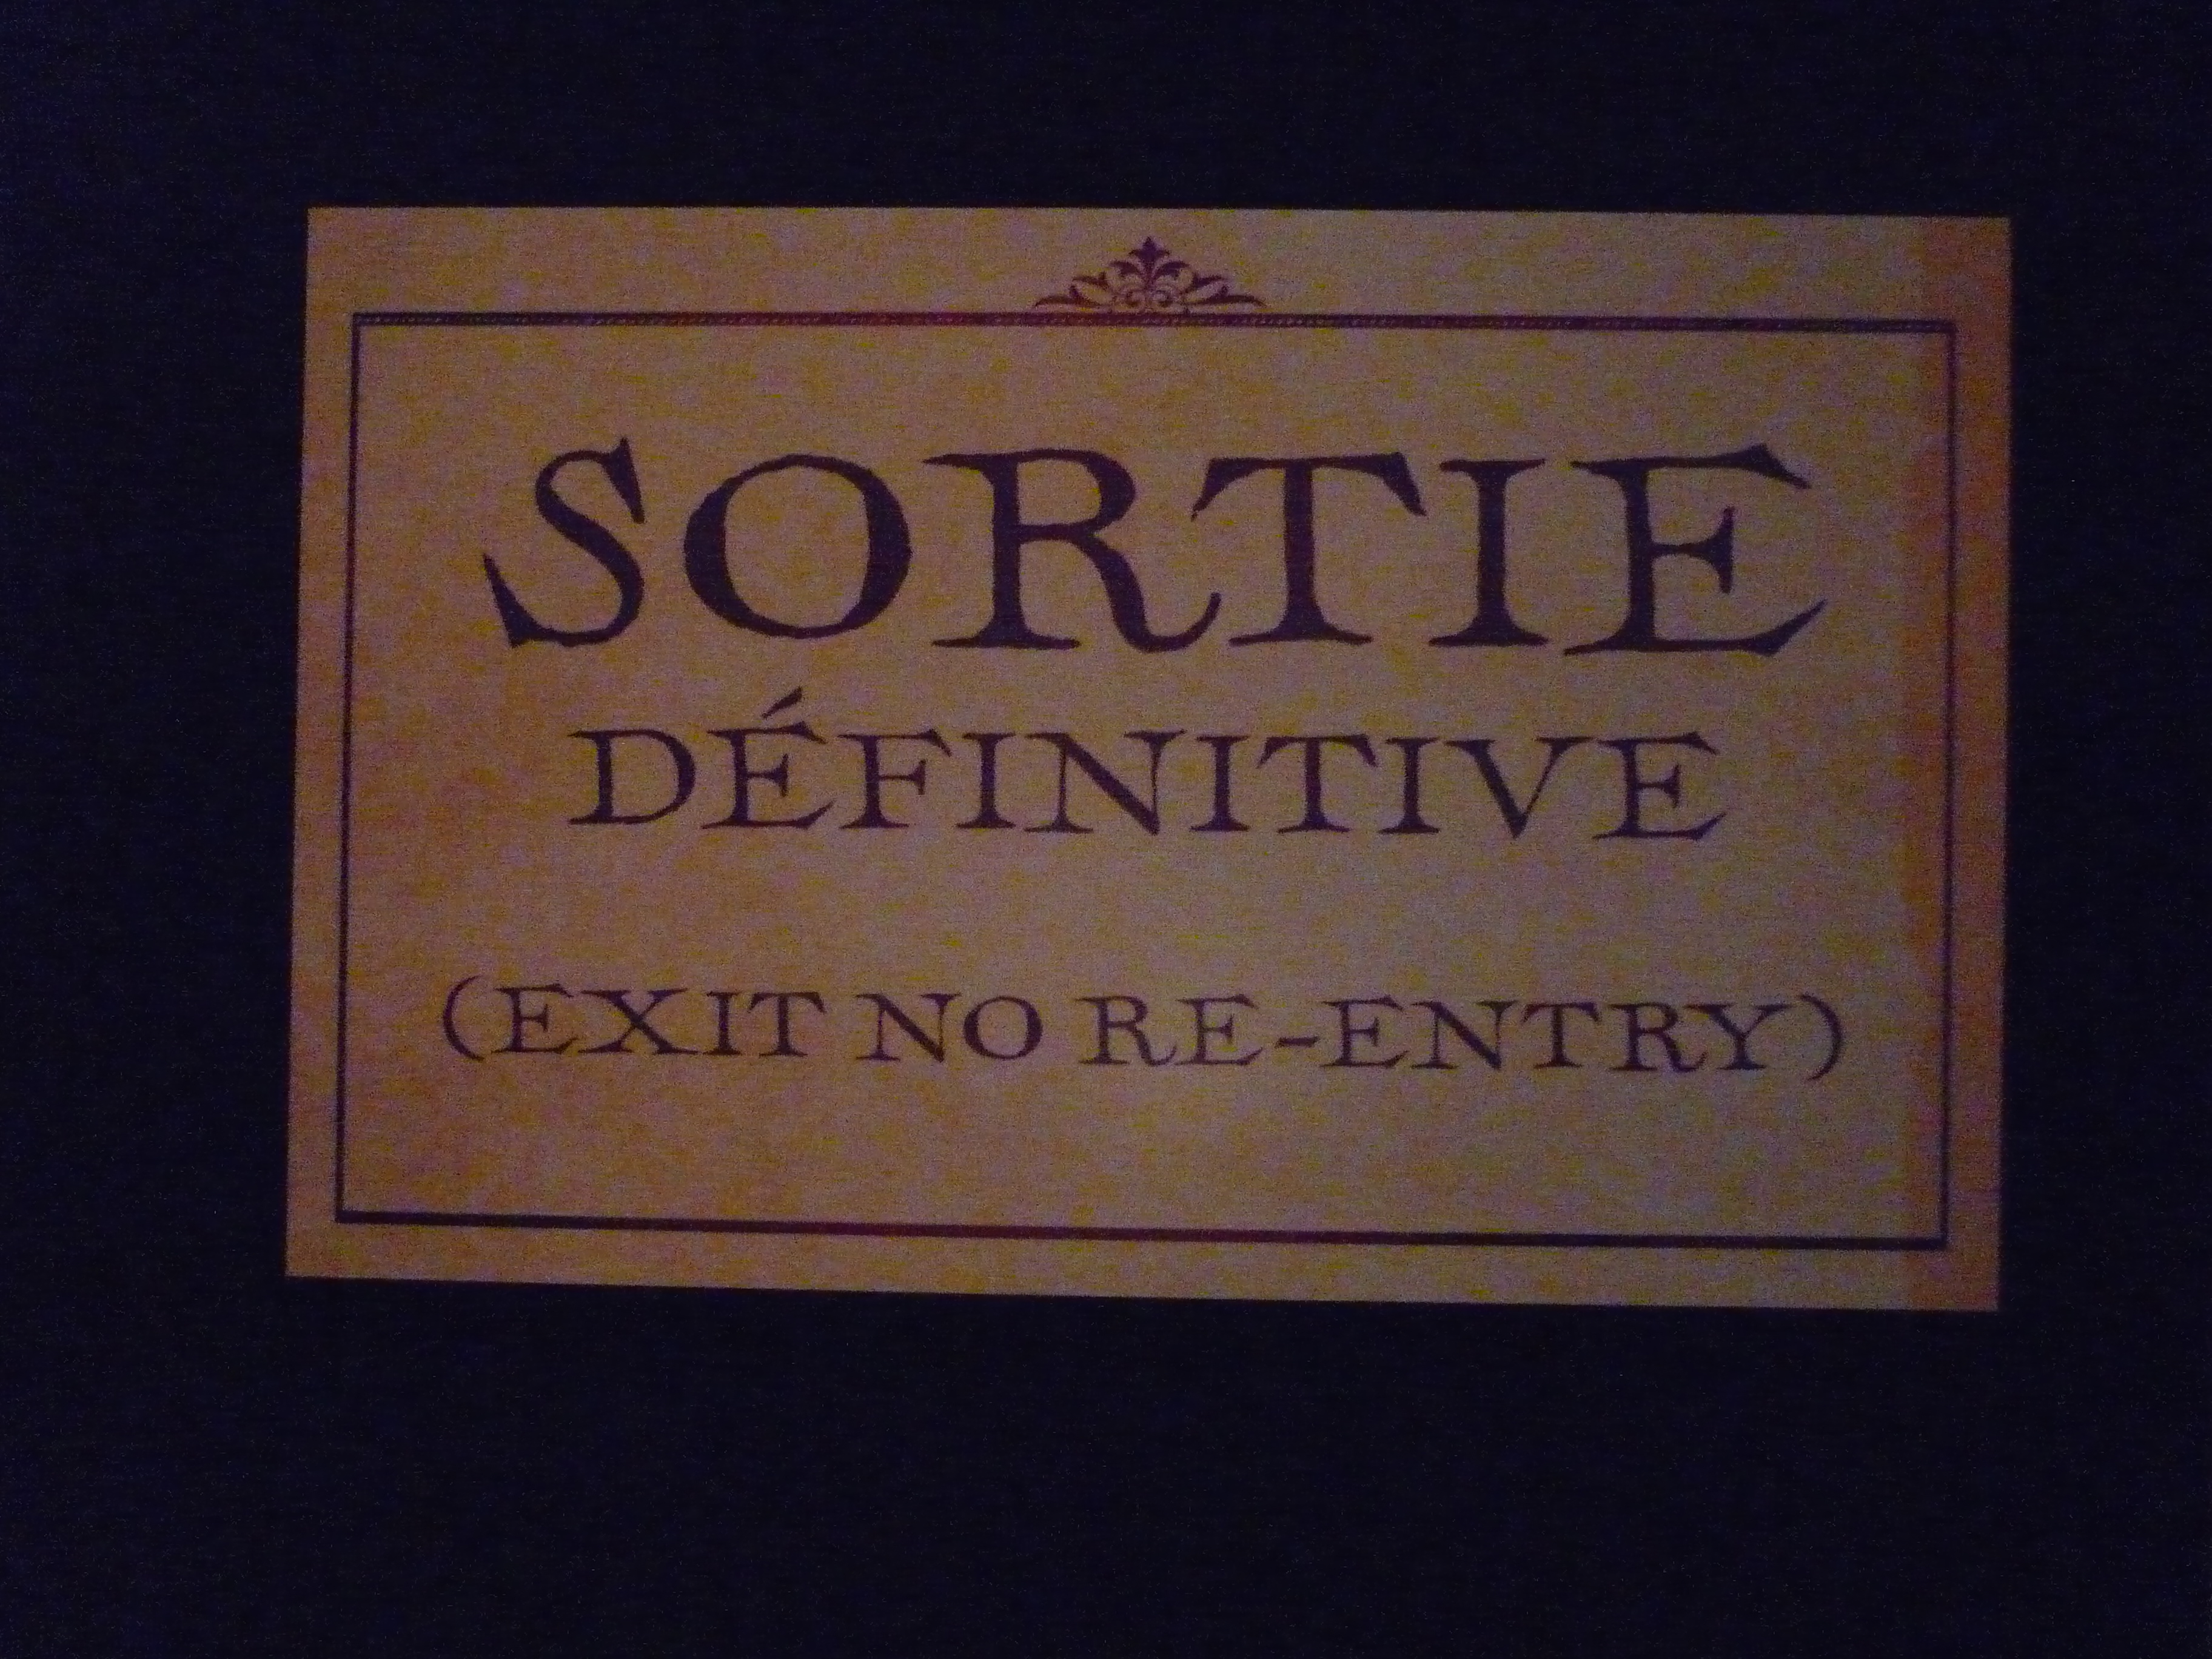 SORTIE
DÉFINITIVE
(EXIT NO RE-ENTRY)